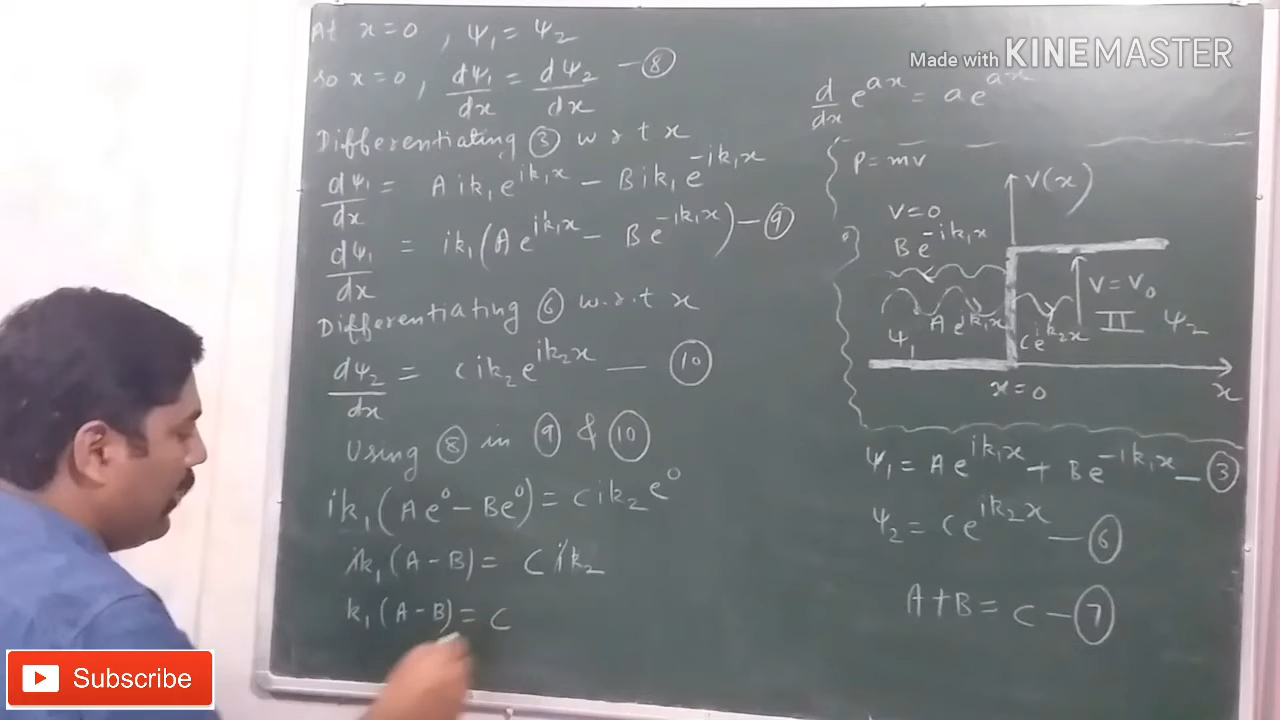 At x=0 , ψ₁ = ψ₂
so x=0 , dψ₁/dx = dψ₂/dx — ⑧
Differentiating ③ w.r.t x
dψ₁/dx = A ik₁ e^{ik₁x} − B ik₁ e^{-ik₁x}
dψ₁/dx = ik₁ (A e^{ik₁x} − B e^{-ik₁x}) — ⑨
Differentiating ⑥ w.r.t x
dψ₂/dx = C ik₂ e^{ik₂x} — ⑩
Using ⑧ in ⑨ & ⑩
ik₁ (A e⁰ − B e⁰) = C ik₂ e⁰
ik₁ (A − B) = C ik₂
k₁ (A − B) = C
Made with KINEMASTER
d/dx e^{ax} = a e^{ax}
P = mv
V(x)
V=0
B e^{-ik₁x}
V = V₀
A e^{ik₁x}
II ψ₂
ψ₁
C e^{ik₂x}
x=0
x
ψ₁ = A e^{ik₁x} + B e^{-ik₁x} — ③
ψ₂ = C e^{ik₂x} — ⑥
A + B = C — ⑦
Subscribe